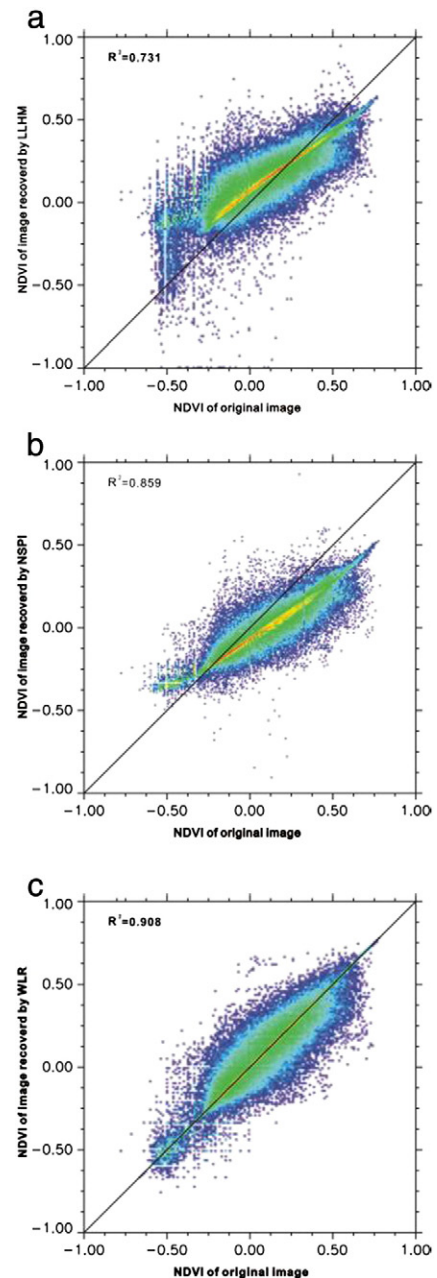 a
R²=0.731
NDVI of image recoverd by LLHM
1.00
0.50
0.00
−0.50
−1.00
−1.00 −0.50 0.00 0.50 1.00
NDVI of original image
b
R²=0.859
NDVI of image recoverd by NSPI
1.00
0.50
0.00
−0.50
−1.00
−1.00 −0.50 0.00 0.50 1.00
NDVI of original image
c
R²=0.908
NDVI of image recoverd by WLR
1.00
0.50
0.00
−0.50
−1.00
−1.00 −0.50 0.00 0.50 1.00
NDVI of original image